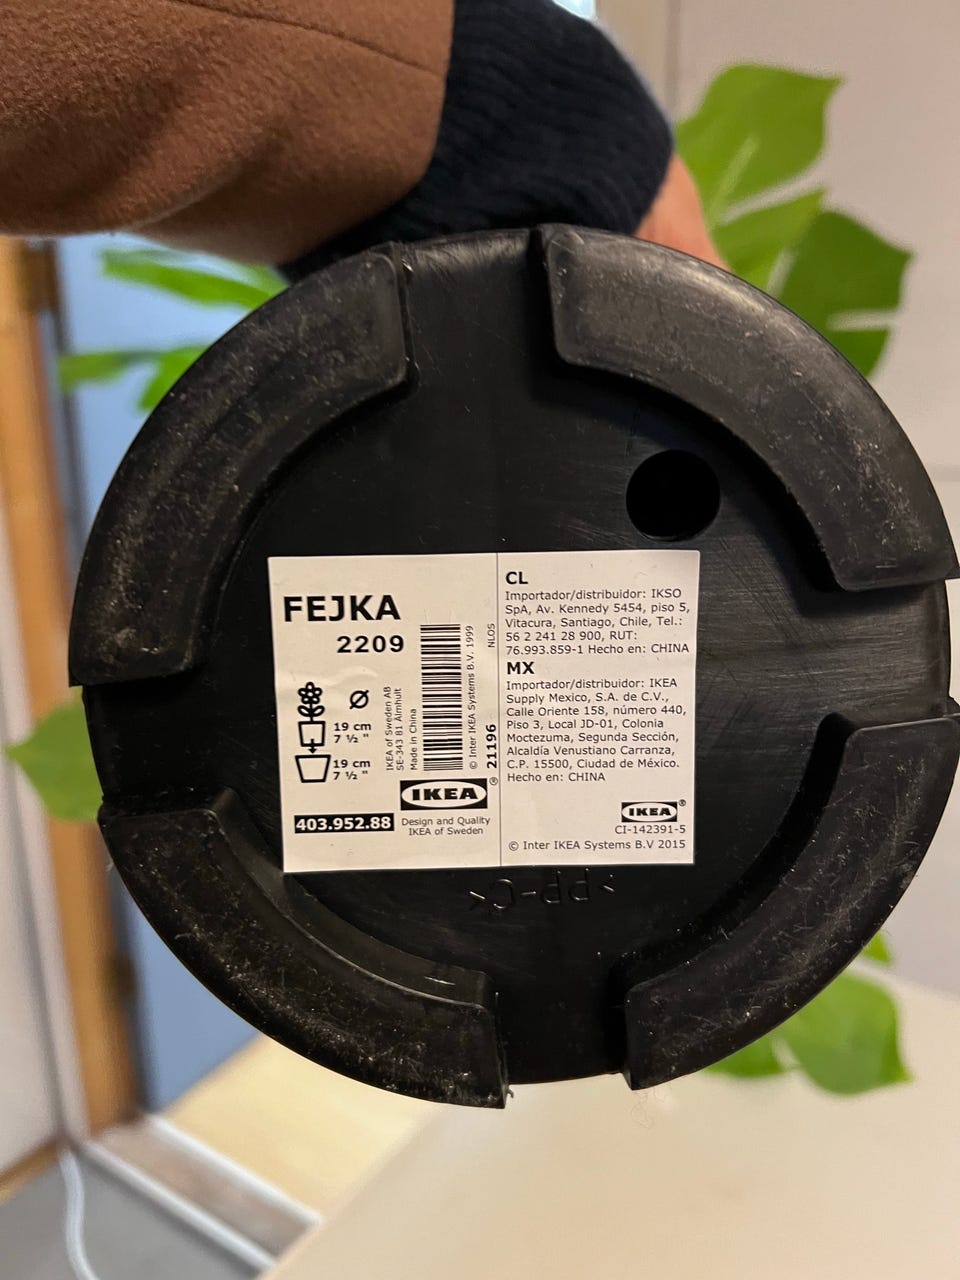 FEJKA
2209
Ø
19 cm
7 ½ "
19 cm
7 ½ "
403.952.88
IKEA of Sweden AB
SE-343 81 Älmhult
Made in China
© Inter IKEA Systems B.V. 1999
NLOS
21196
IKEA®
Design and Quality
IKEA of Sweden
CL
Importador/distribuidor: IKSO
SpA, Av. Kennedy 5454, piso 5,
Vitacura, Santiago, Chile, Tel.:
56 2 241 28 900, RUT:
76.993.859-1 Hecho en: CHINA
MX
Importador/distribuidor: IKEA
Supply Mexico, S.A. de C.V.,
Calle Oriente 158, número 440,
Piso 3, Local JD-01, Colonia
Moctezuma, Segunda Sección,
Alcaldía Venustiano Carranza,
C.P. 15500, Ciudad de México.
Hecho en: CHINA
IKEA®
CI-142391-5
© Inter IKEA Systems B.V 2015
>PP-C<